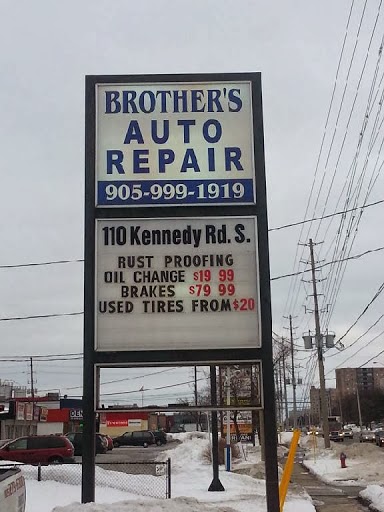 BROTHER'S
AUTO
REPAIR
905-999-1919
110 Kennedy Rd. S.
RUST PROOFING
OIL CHANGE $19 99
BRAKES $79 99
USED TIRES FROM $20